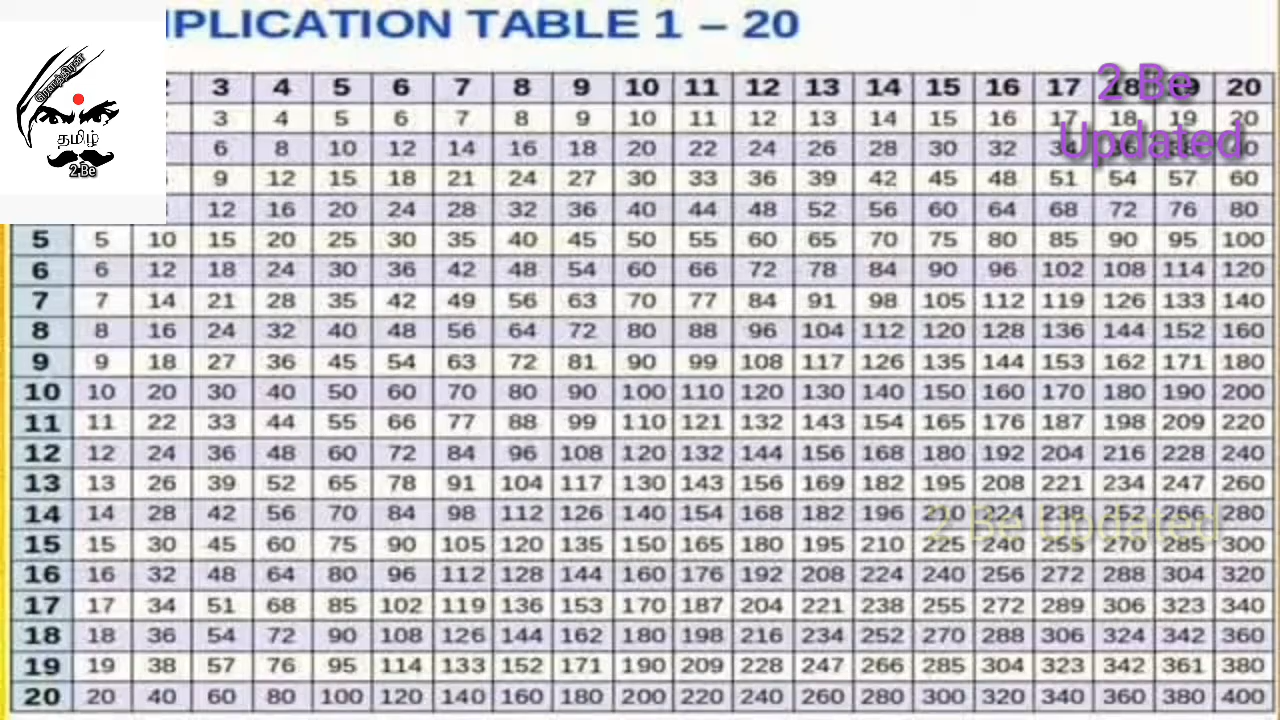 IPLICATION TABLE 1 – 20
தமிழ்
2 Be
2 Be
Updated
3 4 5 6 7 8 9 10 11 12 13 14 15 16 17 18 19 20
3 4 5 6 7 8 9 10 11 12 13 14 15 16 17 18 19 20
6 8 10 12 14 16 18 20 22 24 26 28 30 32 34 36
9 12 15 18 21 24 27 30 33 36 39 42 45 48 51 54 57 60
12 16 20 24 28 32 36 40 44 48 52 56 60 64 68 72 76 80
5 5 10 15 20 25 30 35 40 45 50 55 60 65 70 75 80 85 90 95 100
6 6 12 18 24 30 36 42 48 54 60 66 72 78 84 90 96 102 108 114 120
7 7 14 21 28 35 42 49 56 63 70 77 84 91 98 105 112 119 126 133 140
8 8 16 24 32 40 48 56 64 72 80 88 96 104 112 120 128 136 144 152 160
9 9 18 27 36 45 54 63 72 81 90 99 108 117 126 135 144 153 162 171 180
10 10 20 30 40 50 60 70 80 90 100 110 120 130 140 150 160 170 180 190 200
11 11 22 33 44 55 66 77 88 99 110 121 132 143 154 165 176 187 198 209 220
12 12 24 36 48 60 72 84 96 108 120 132 144 156 168 180 192 204 216 228 240
13 13 26 39 52 65 78 91 104 117 130 143 156 169 182 195 208 221 234 247 260
14 14 28 42 56 70 84 98 112 126 140 154 168 182 196 210 224 238 252 266 280
2 Be Updated
15 15 30 45 60 75 90 105 120 135 150 165 180 195 210 225 240 255 270 285 300
16 16 32 48 64 80 96 112 128 144 160 176 192 208 224 240 256 272 288 304 320
17 17 34 51 68 85 102 119 136 153 170 187 204 221 238 255 272 289 306 323 340
18 18 36 54 72 90 108 126 144 162 180 198 216 234 252 270 288 306 324 342 360
19 19 38 57 76 95 114 133 152 171 190 209 228 247 266 285 304 323 342 361 380
20 20 40 60 80 100 120 140 160 180 200 220 240 260 280 300 320 340 360 380 400